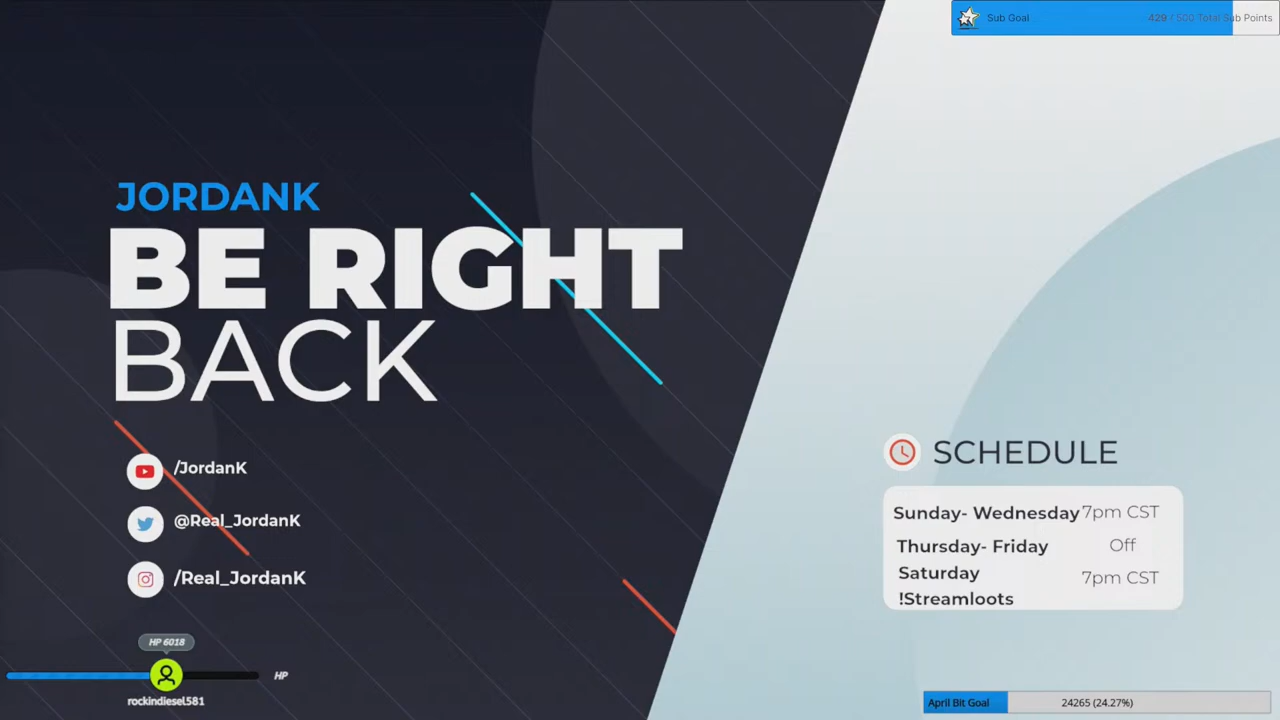 Sub Goal 429 / 500 Total Sub Points
JORDANK
BE RIGHT
BACK
/JordanK
@Real_JordanK
/Real_JordanK
HP 6018
HP
rockindiesel581
SCHEDULE
Sunday- Wednesday 7pm CST
Thursday- Friday Off
Saturday 7pm CST
!Streamloots
April Bit Goal 24265 (24.27%)